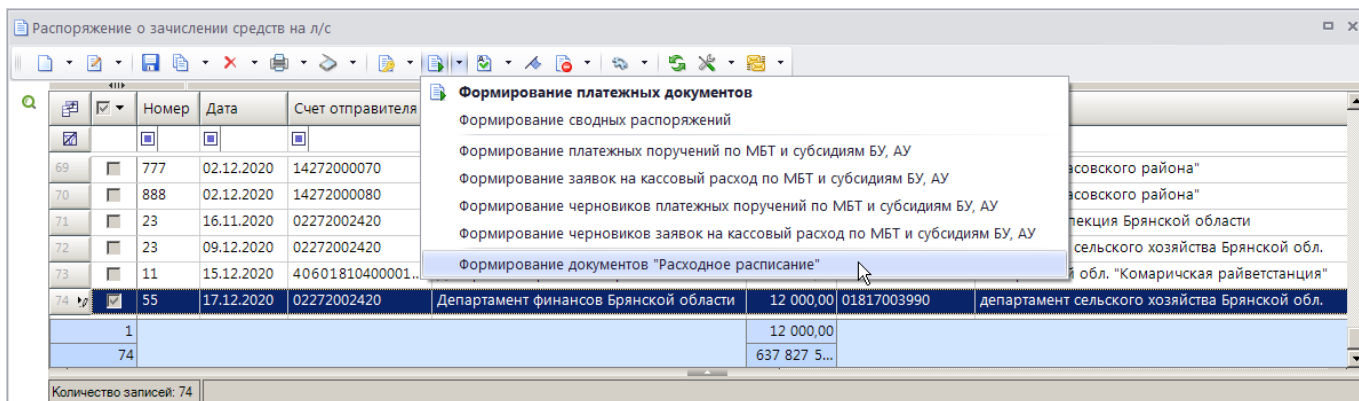 Распоряжение о зачислении средств на л/с
Номер Дата Счет отправителя
Формирование платежных документов
Формирование сводных распоряжений
Формирование платежных поручений по МБТ и субсидиям БУ, АУ
Формирование заявок на кассовый расход по МБТ и субсидиям БУ, АУ
Формирование черновиков платежных поручений по МБТ и субсидиям БУ, АУ
Формирование черновиков заявок на кассовый расход по МБТ и субсидиям БУ, АУ
Формирование документов "Расходное расписание"
69 777 02.12.2020 14272000070 асовского района"
70 888 02.12.2020 14272000080 асовского района"
71 23 16.11.2020 02272002420 пекция Брянской области
72 23 09.12.2020 02272002420 сельского хозяйства Брянской обл.
73 11 15.12.2020 40601810400001... обл. "Комаричская райветстанция"
74 55 17.12.2020 02272002420 Департамент финансов Брянской области 12 000,00 01817003990 департамент сельского хозяйства Брянской обл.
1 12 000,00
74 637 827 5...
Количество записей: 74